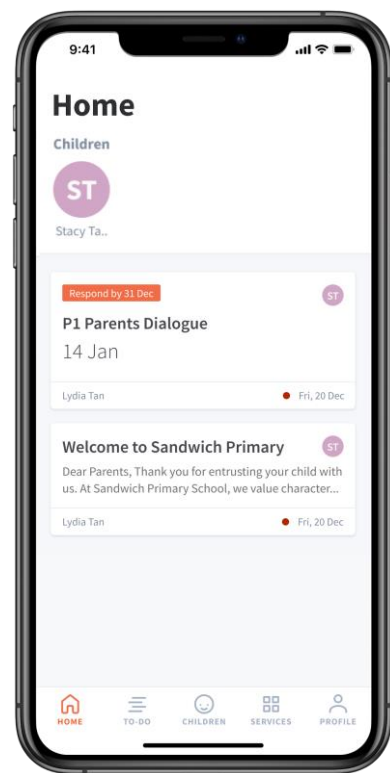 9:41
Home
Children
ST
Stacy Ta..
Respond by 31 Dec
ST
P1 Parents Dialogue
14 Jan
Lydia Tan
Fri, 20 Dec
Welcome to Sandwich Primary
ST
Dear Parents, Thank you for entrusting your child with
us. At Sandwich Primary School, we value character...
Lydia Tan
Fri, 20 Dec
HOME
TO-DO
CHILDREN
SERVICES
PROFILE